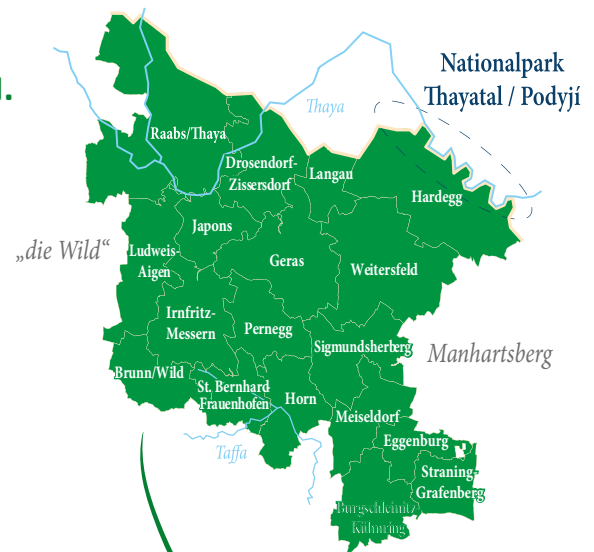 Nationalpark
Thayatal / Podyjí
Thaya
Raabs/Thaya
Drosendorf-
Zissersdorf
Langau
Hardegg
Japons
„die Wild“
Ludweis-
Aigen
Geras
Weitersfeld
Irnfritz-
Messern
Pernegg
Sigmundsherberg
Manhartsberg
Brunn/Wild
St. Bernhard-
Frauenhofen
Horn
Meiseldorf
Eggenburg
Taffa
Straning-
Grafenberg
Burgschleinitz-
Kühnring